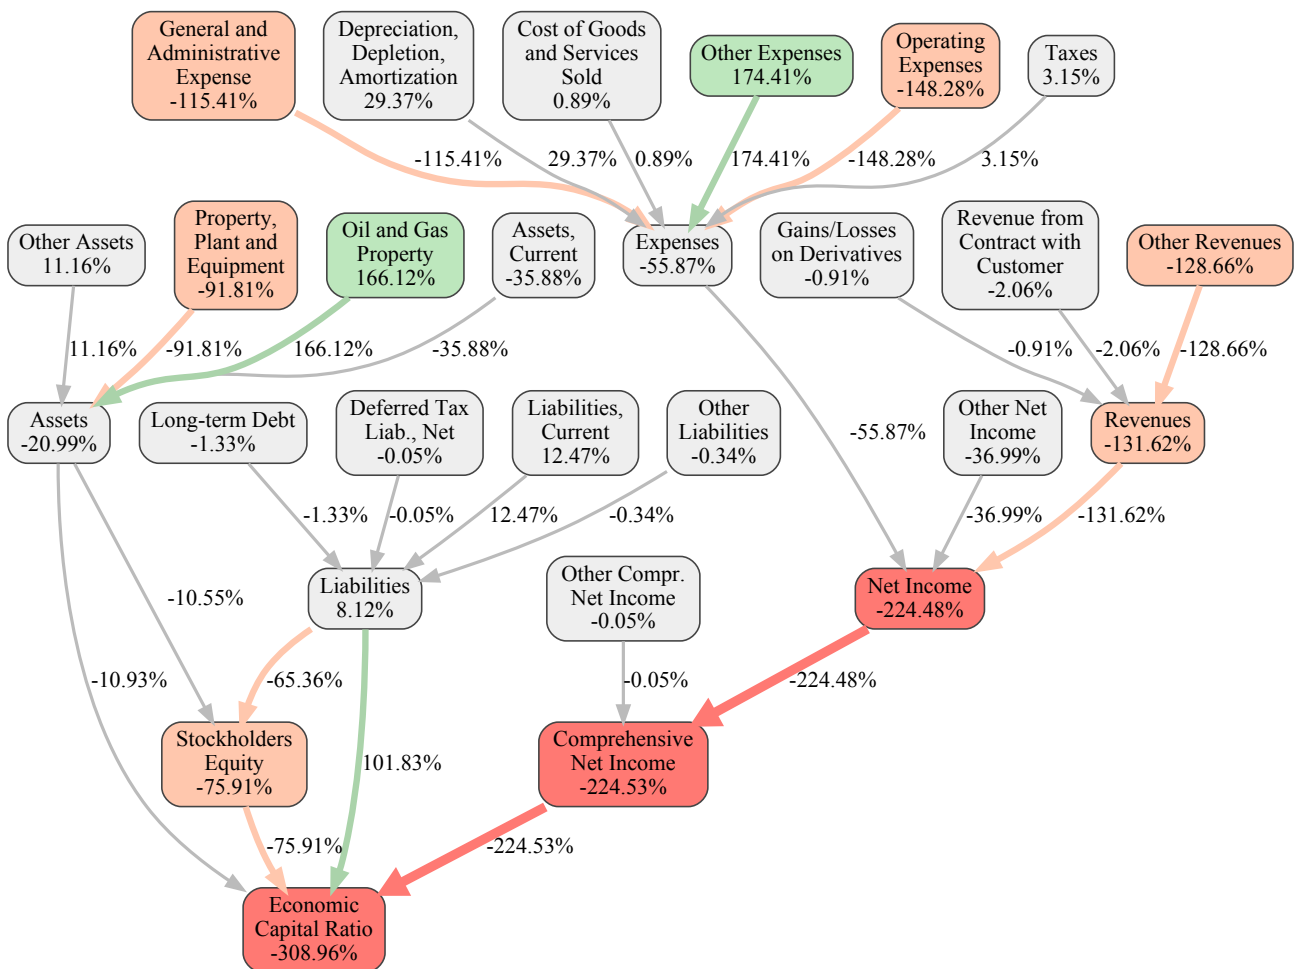 General and
Administrative
Expense
-115.41%
Depreciation,
Depletion,
Amortization
29.37%
Cost of Goods
and Services
Sold
0.89%
Other Expenses
174.41%
Operating
Expenses
-148.28%
Taxes
3.15%
-115.41%
29.37%
0.89%
174.41%
-148.28%
3.15%
Other Assets
11.16%
Property,
Plant and
Equipment
-91.81%
Oil and Gas
Property
166.12%
Assets,
Current
-35.88%
Expenses
-55.87%
Gains/Losses
on Derivatives
-0.91%
Revenue from
Contract with
Customer
-2.06%
Other Revenues
-128.66%
11.16%
-91.81%
166.12%
-35.88%
-0.91%
-2.06%
-128.66%
Assets
-20.99%
Long-term Debt
-1.33%
Deferred Tax
Liab., Net
-0.05%
Liabilities,
Current
12.47%
Other
Liabilities
-0.34%
-55.87%
Other Net
Income
-36.99%
Revenues
-131.62%
-1.33%
-0.05%
12.47%
-0.34%
-36.99%
-131.62%
-10.55%
Liabilities
8.12%
Other Compr.
Net Income
-0.05%
Net Income
-224.48%
-10.93%
-65.36%
-0.05%
-224.48%
Stockholders
Equity
-75.91%
101.83%
Comprehensive
Net Income
-224.53%
-75.91%
-224.53%
Economic
Capital Ratio
-308.96%